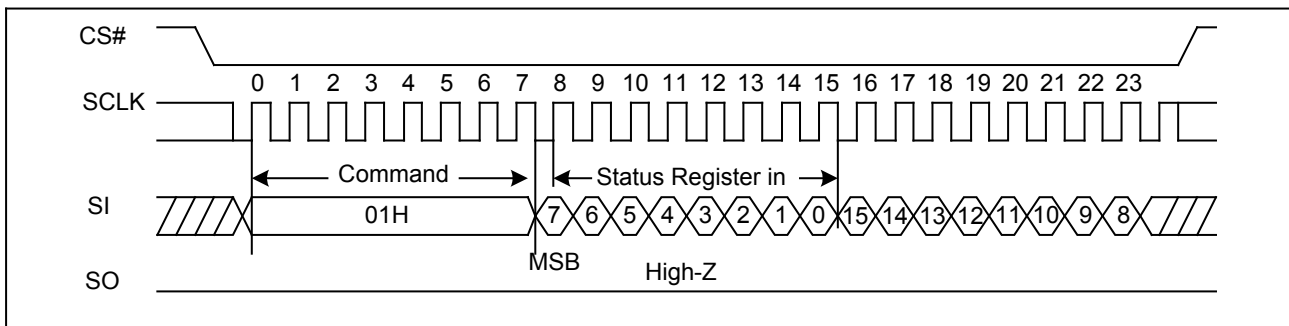 CS#
0 1 2 3 4 5 6 7 8 9 10 11 12 13 14 15 16 17 18 19 20 21 22 23
SCLK
Command Status Register in
SI 01H 7 6 5 4 3 2 1 0 15 14 13 12 11 10 9 8
MSB High-Z
SO